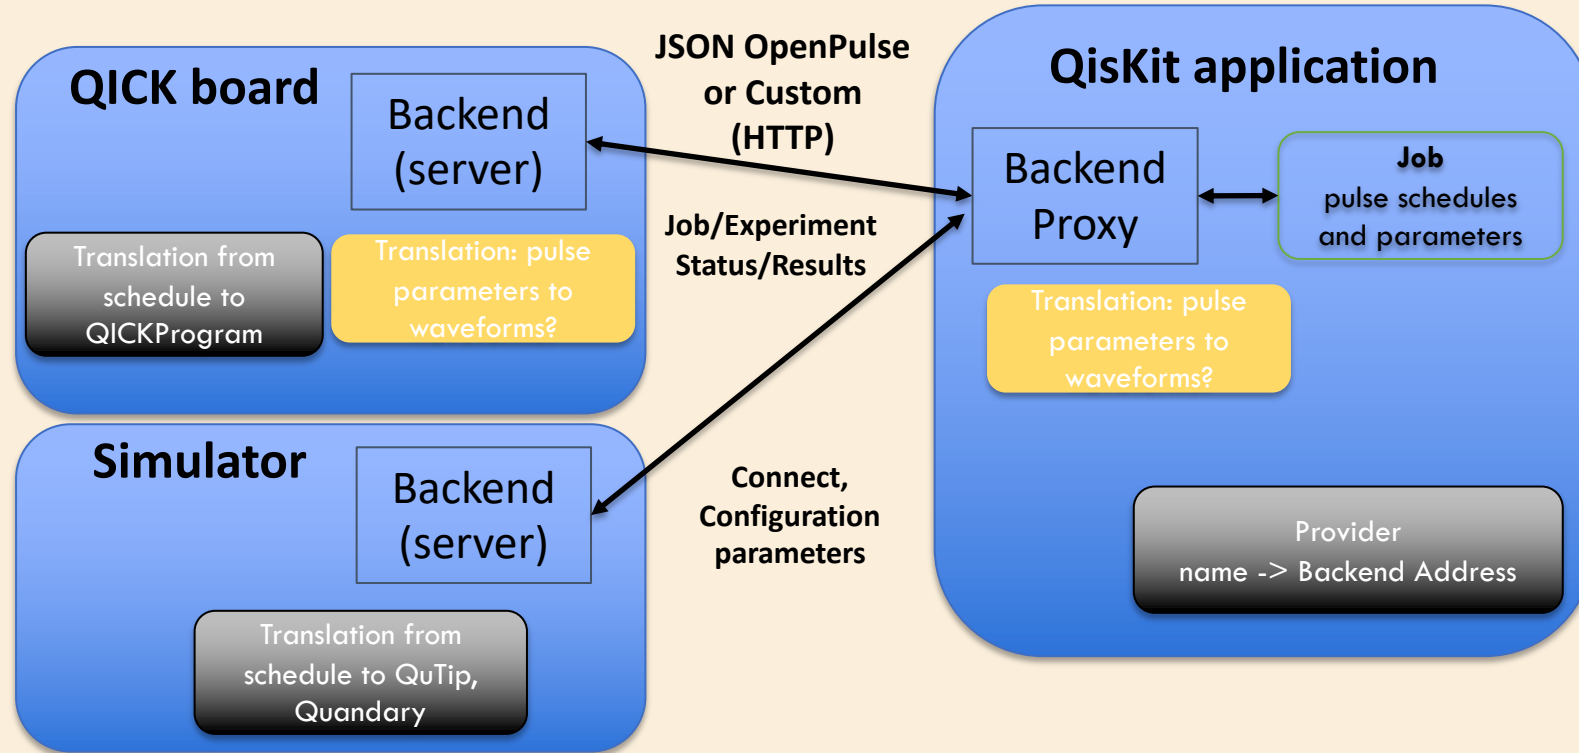 QICK board
Backend
(server)
Translation from
schedule to
QICKProgram
Translation: pulse
parameters to
waveforms?
Simulator
Backend
(server)
Translation from
schedule to QuTip,
Quandary
JSON OpenPulse
or Custom
(HTTP)
Job/Experiment
Status/Results
Connect,
Configuration
parameters
QisKit application
Backend
Proxy
Job
pulse schedules
and parameters
Translation: pulse
parameters to
waveforms?
Provider
name -> Backend Address